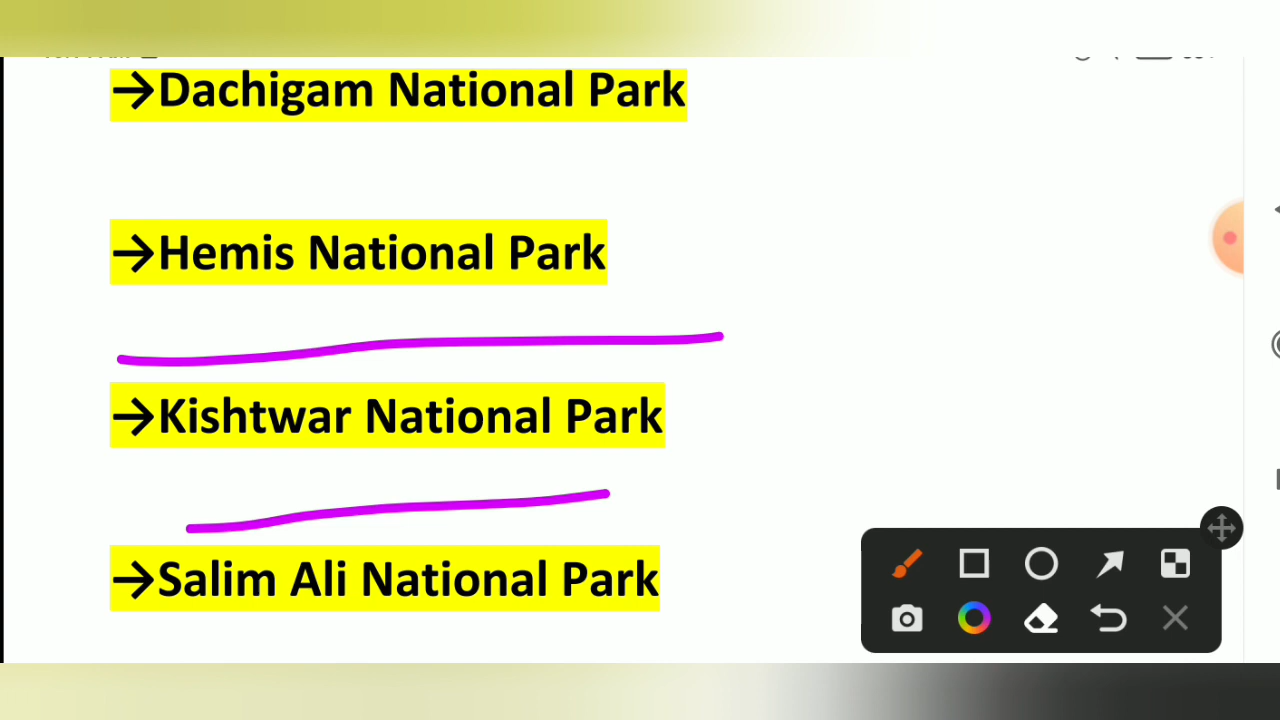 →Dachigam National Park
→Hemis National Park
→Kishtwar National Park
→Salim Ali National Park